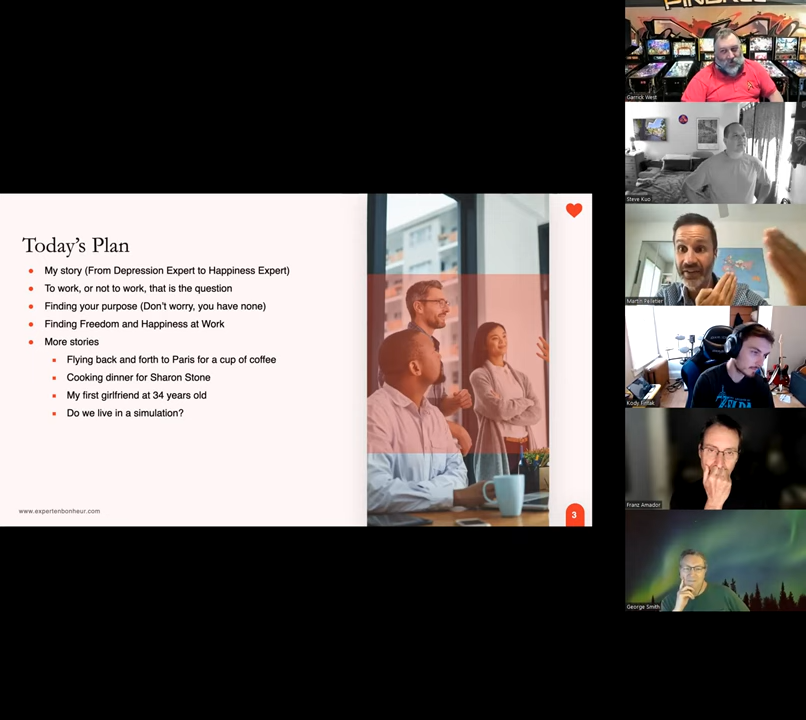 Today's Plan
My story (From Depression Expert to Happiness Expert)
To work, or not to work, that is the question
Finding your purpose (Don't worry, you have none)
Finding Freedom and Happiness at Work
More stories
Flying back and forth to Paris for a cup of coffee
Cooking dinner for Sharon Stone
My first girlfriend at 34 years old
Do we live in a simulation?
www.expertenbonheur.com
3
PINBALL
Garrick West
Steve Kuo
Martin Pelletier
Franz Amador
George Smith